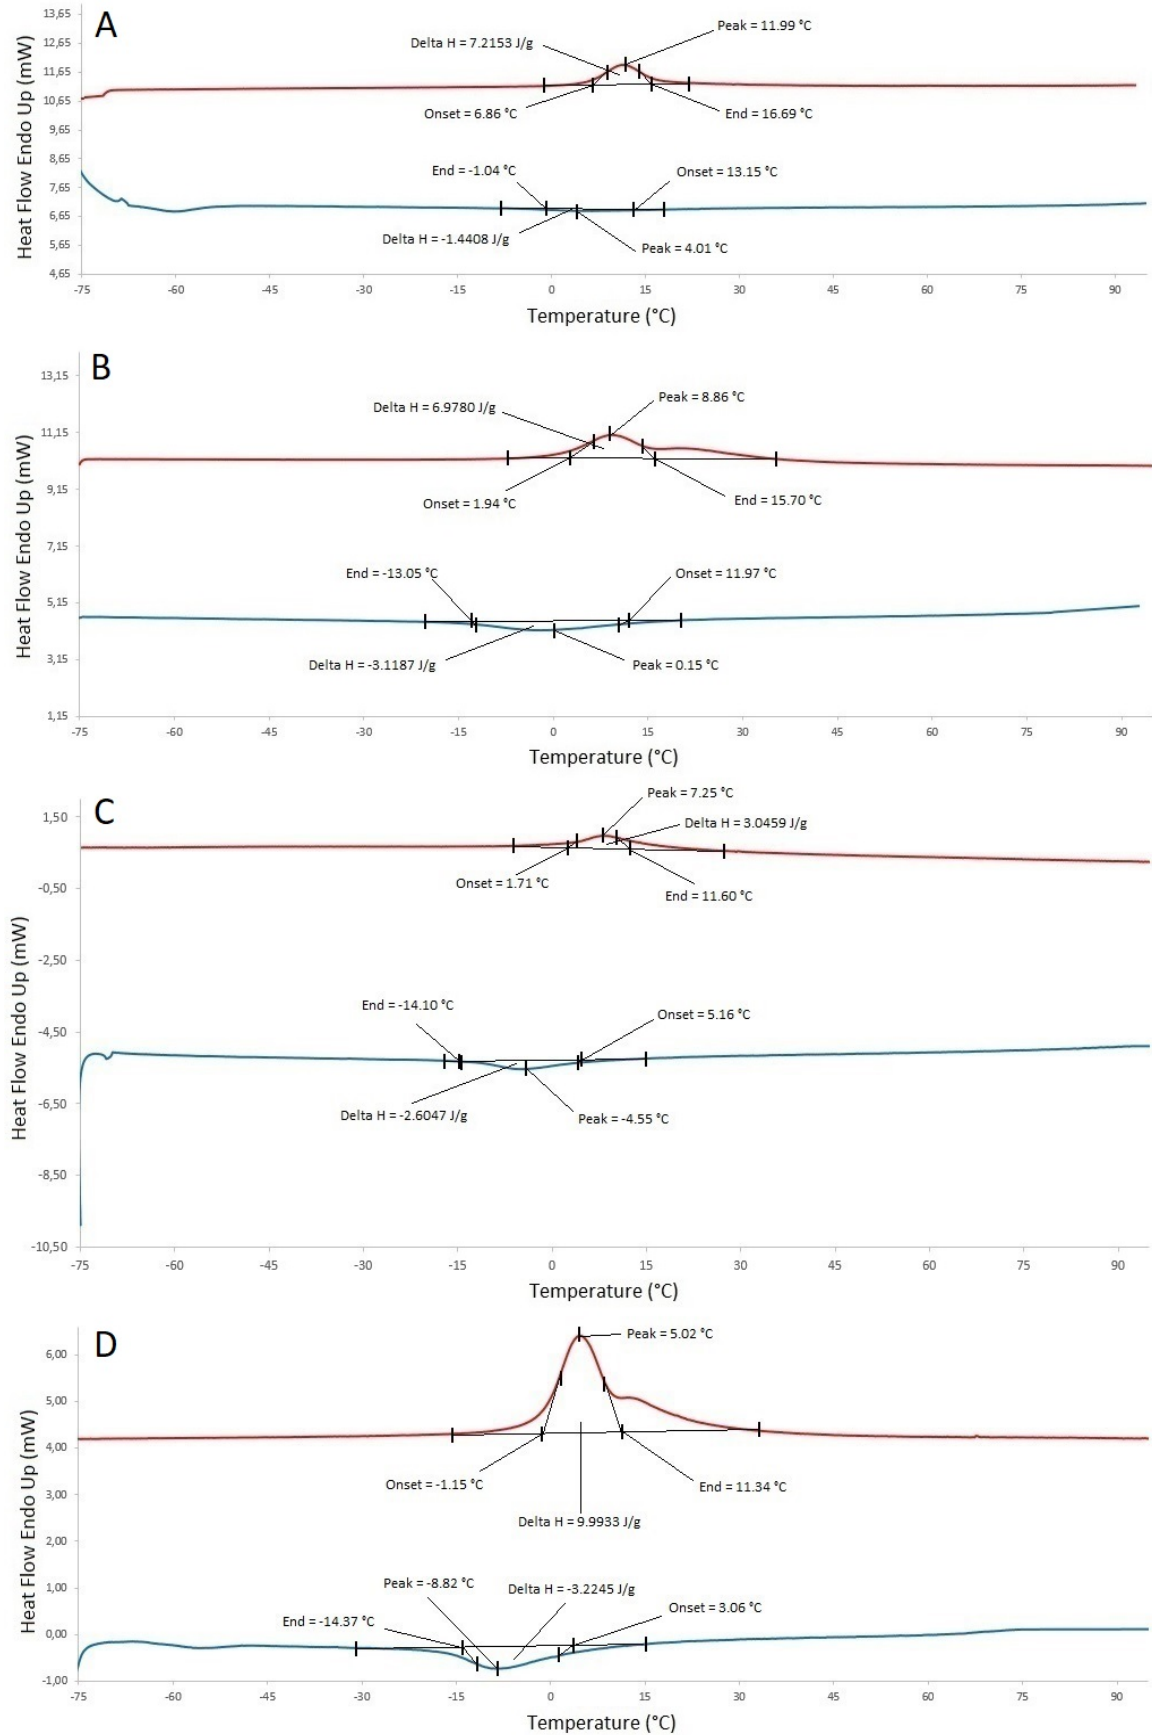 A
13,65
12,65
11,65
10,65
9,65
8,65
7,65
6,65
5,65
4,65
Heat Flow Endo Up (mW)
Peak = 11.99 °C
Delta H = 7.2153 J/g
Onset = 6.86 °C
End = 16.69 °C
End = -1.04 °C
Onset = 13.15 °C
Delta H = -1.4408 J/g
Peak = 4.01 °C
-75 -60 -45 -30 -15 0 15 30 45 60 75 90
Temperature (°C)
B
13,15
11,15
9,15
7,15
5,15
3,15
1,15
Heat Flow Endo Up (mW)
Peak = 8.86 °C
Delta H = 6.9780 J/g
Onset = 1.94 °C
End = 15.70 °C
End = -13.05 °C
Onset = 11.97 °C
Delta H = -3.1187 J/g
Peak = 0.15 °C
-75 -60 -45 -30 -15 0 15 30 45 60 75 90
Temperature (°C)
C
1,50
-0,50
-2,50
-4,50
-6,50
-8,50
-10,50
Heat Flow Endo Up (mW)
Peak = 7.25 °C
Delta H = 3.0459 J/g
Onset = 1.71 °C
End = 11.60 °C
End = -14.10 °C
Onset = 5.16 °C
Delta H = -2.6047 J/g
Peak = -4.55 °C
-75 -60 -45 -30 -15 0 15 30 45 60 75 90
Temperature (°C)
D
6,00
5,00
4,00
3,00
2,00
1,00
0,00
-1,00
Heat Flow Endo Up (mW)
Peak = 5.02 °C
Onset = -1.15 °C
End = 11.34 °C
Delta H = 9.9933 J/g
Peak = -8.82 °C
Delta H = -3.2245 J/g
End = -14.37 °C
Onset = 3.06 °C
-75 -60 -45 -30 -15 0 15 30 45 60 75 90
Temperature (°C)